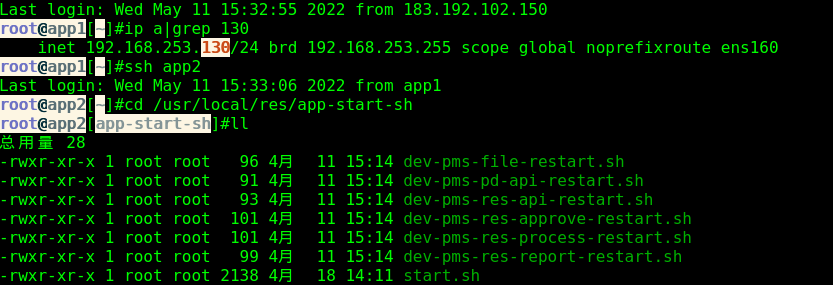 Last login: Wed May 11 15:32:55 2022 from 183.192.102.150
root@app1[~]#ip a|grep 130
    inet 192.168.253.130/24 brd 192.168.253.255 scope global noprefixroute ens160
root@app1[~]#ssh app2
Last login: Wed May 11 15:33:06 2022 from app1
root@app2[~]#cd /usr/local/res/app-start-sh
root@app2[app-start-sh]#ll
总用量 28
-rwxr-xr-x 1 root root   96 4月  11 15:14 dev-pms-file-restart.sh
-rwxr-xr-x 1 root root   91 4月  11 15:14 dev-pms-pd-api-restart.sh
-rwxr-xr-x 1 root root   93 4月  11 15:14 dev-pms-res-api-restart.sh
-rwxr-xr-x 1 root root  101 4月  11 15:14 dev-pms-res-approve-restart.sh
-rwxr-xr-x 1 root root  101 4月  11 15:14 dev-pms-res-process-restart.sh
-rwxr-xr-x 1 root root   99 4月  11 15:14 dev-pms-res-report-restart.sh
-rwxr-xr-x 1 root root 2138 4月  18 14:11 start.sh